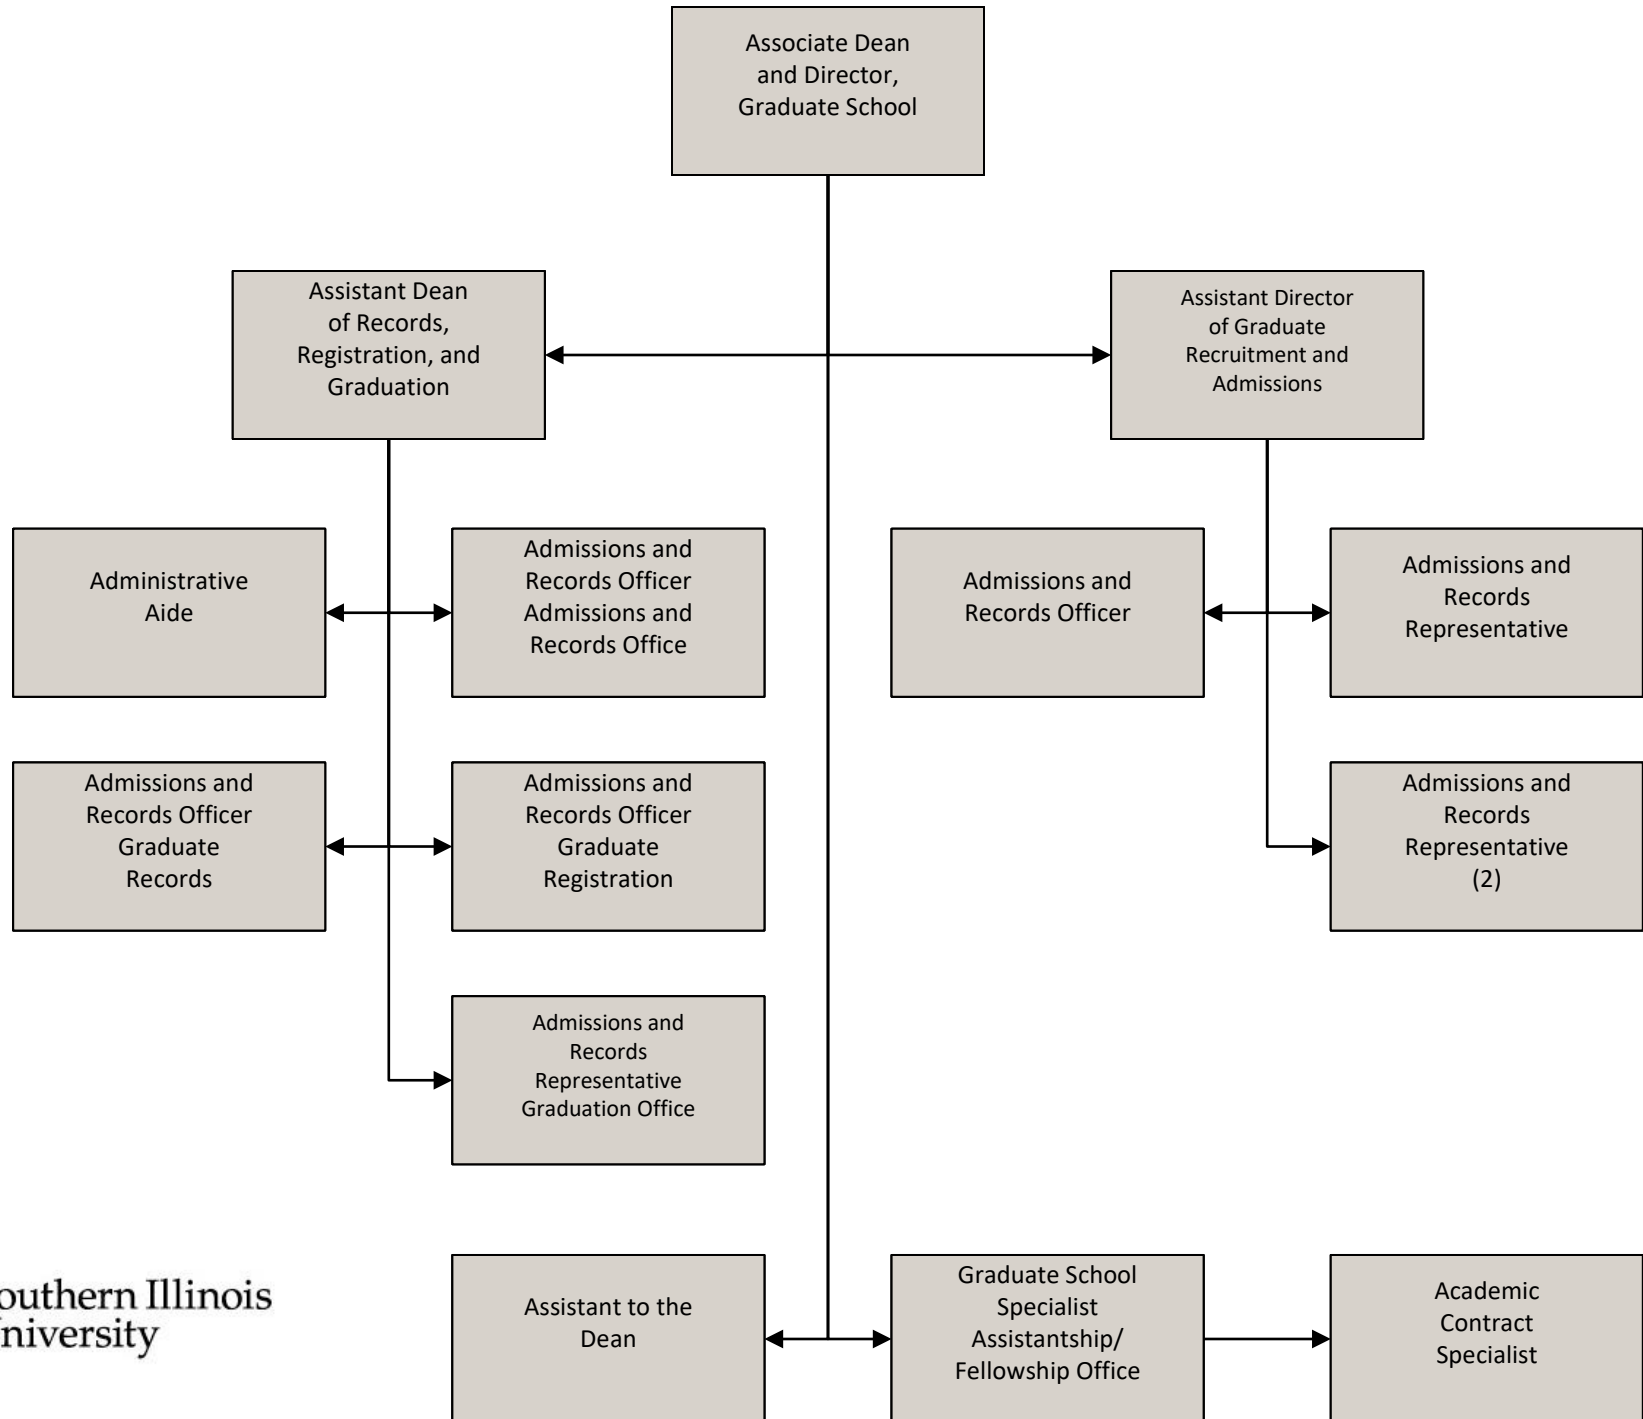 Associate Dean
and Director,
Graduate School
Assistant Dean
of Records,
Registration, and
Graduation
Assistant Director
of Graduate
Recruitment and
Admissions
Administrative
Aide
Admissions and
Records Officer
Admissions and
Records Office
Admissions and
Records Officer
Admissions and
Records
Representative
Admissions and
Records Officer
Graduate
Records
Admissions and
Records Officer
Graduate
Registration
Admissions and
Records
Representative
(2)
Admissions and
Records
Representative
Graduation Office
outhern Illinois
niversity
Assistant to the
Dean
Graduate School
Specialist
Assistantship/
Fellowship Office
Academic
Contract
Specialist